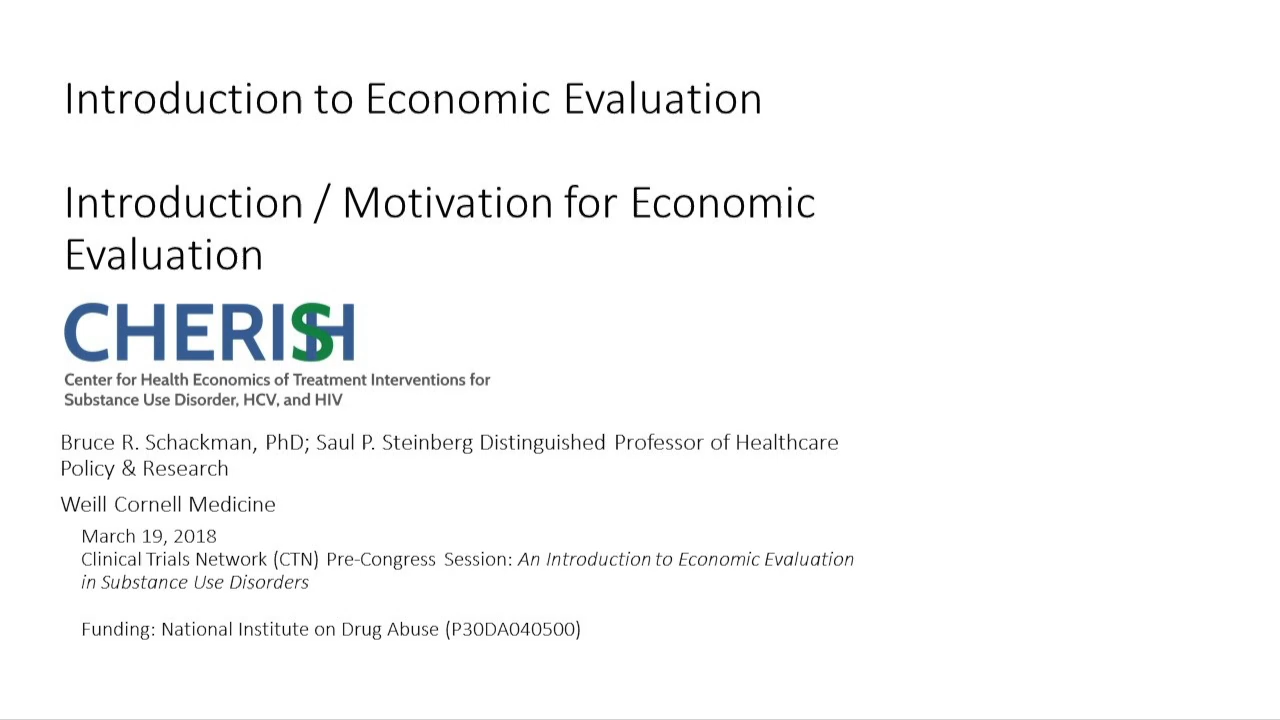 Introduction to Economic Evaluation
Introduction / Motivation for Economic
Evaluation
CHERISH
Center for Health Economics of Treatment Interventions for
Substance Use Disorder, HCV, and HIV
Bruce R. Schackman, PhD; Saul P. Steinberg Distinguished Professor of Healthcare
Policy & Research
Weill Cornell Medicine
March 19, 2018
Clinical Trials Network (CTN) Pre-Congress Session: An Introduction to Economic Evaluation
in Substance Use Disorders
Funding: National Institute on Drug Abuse (P30DA040500)